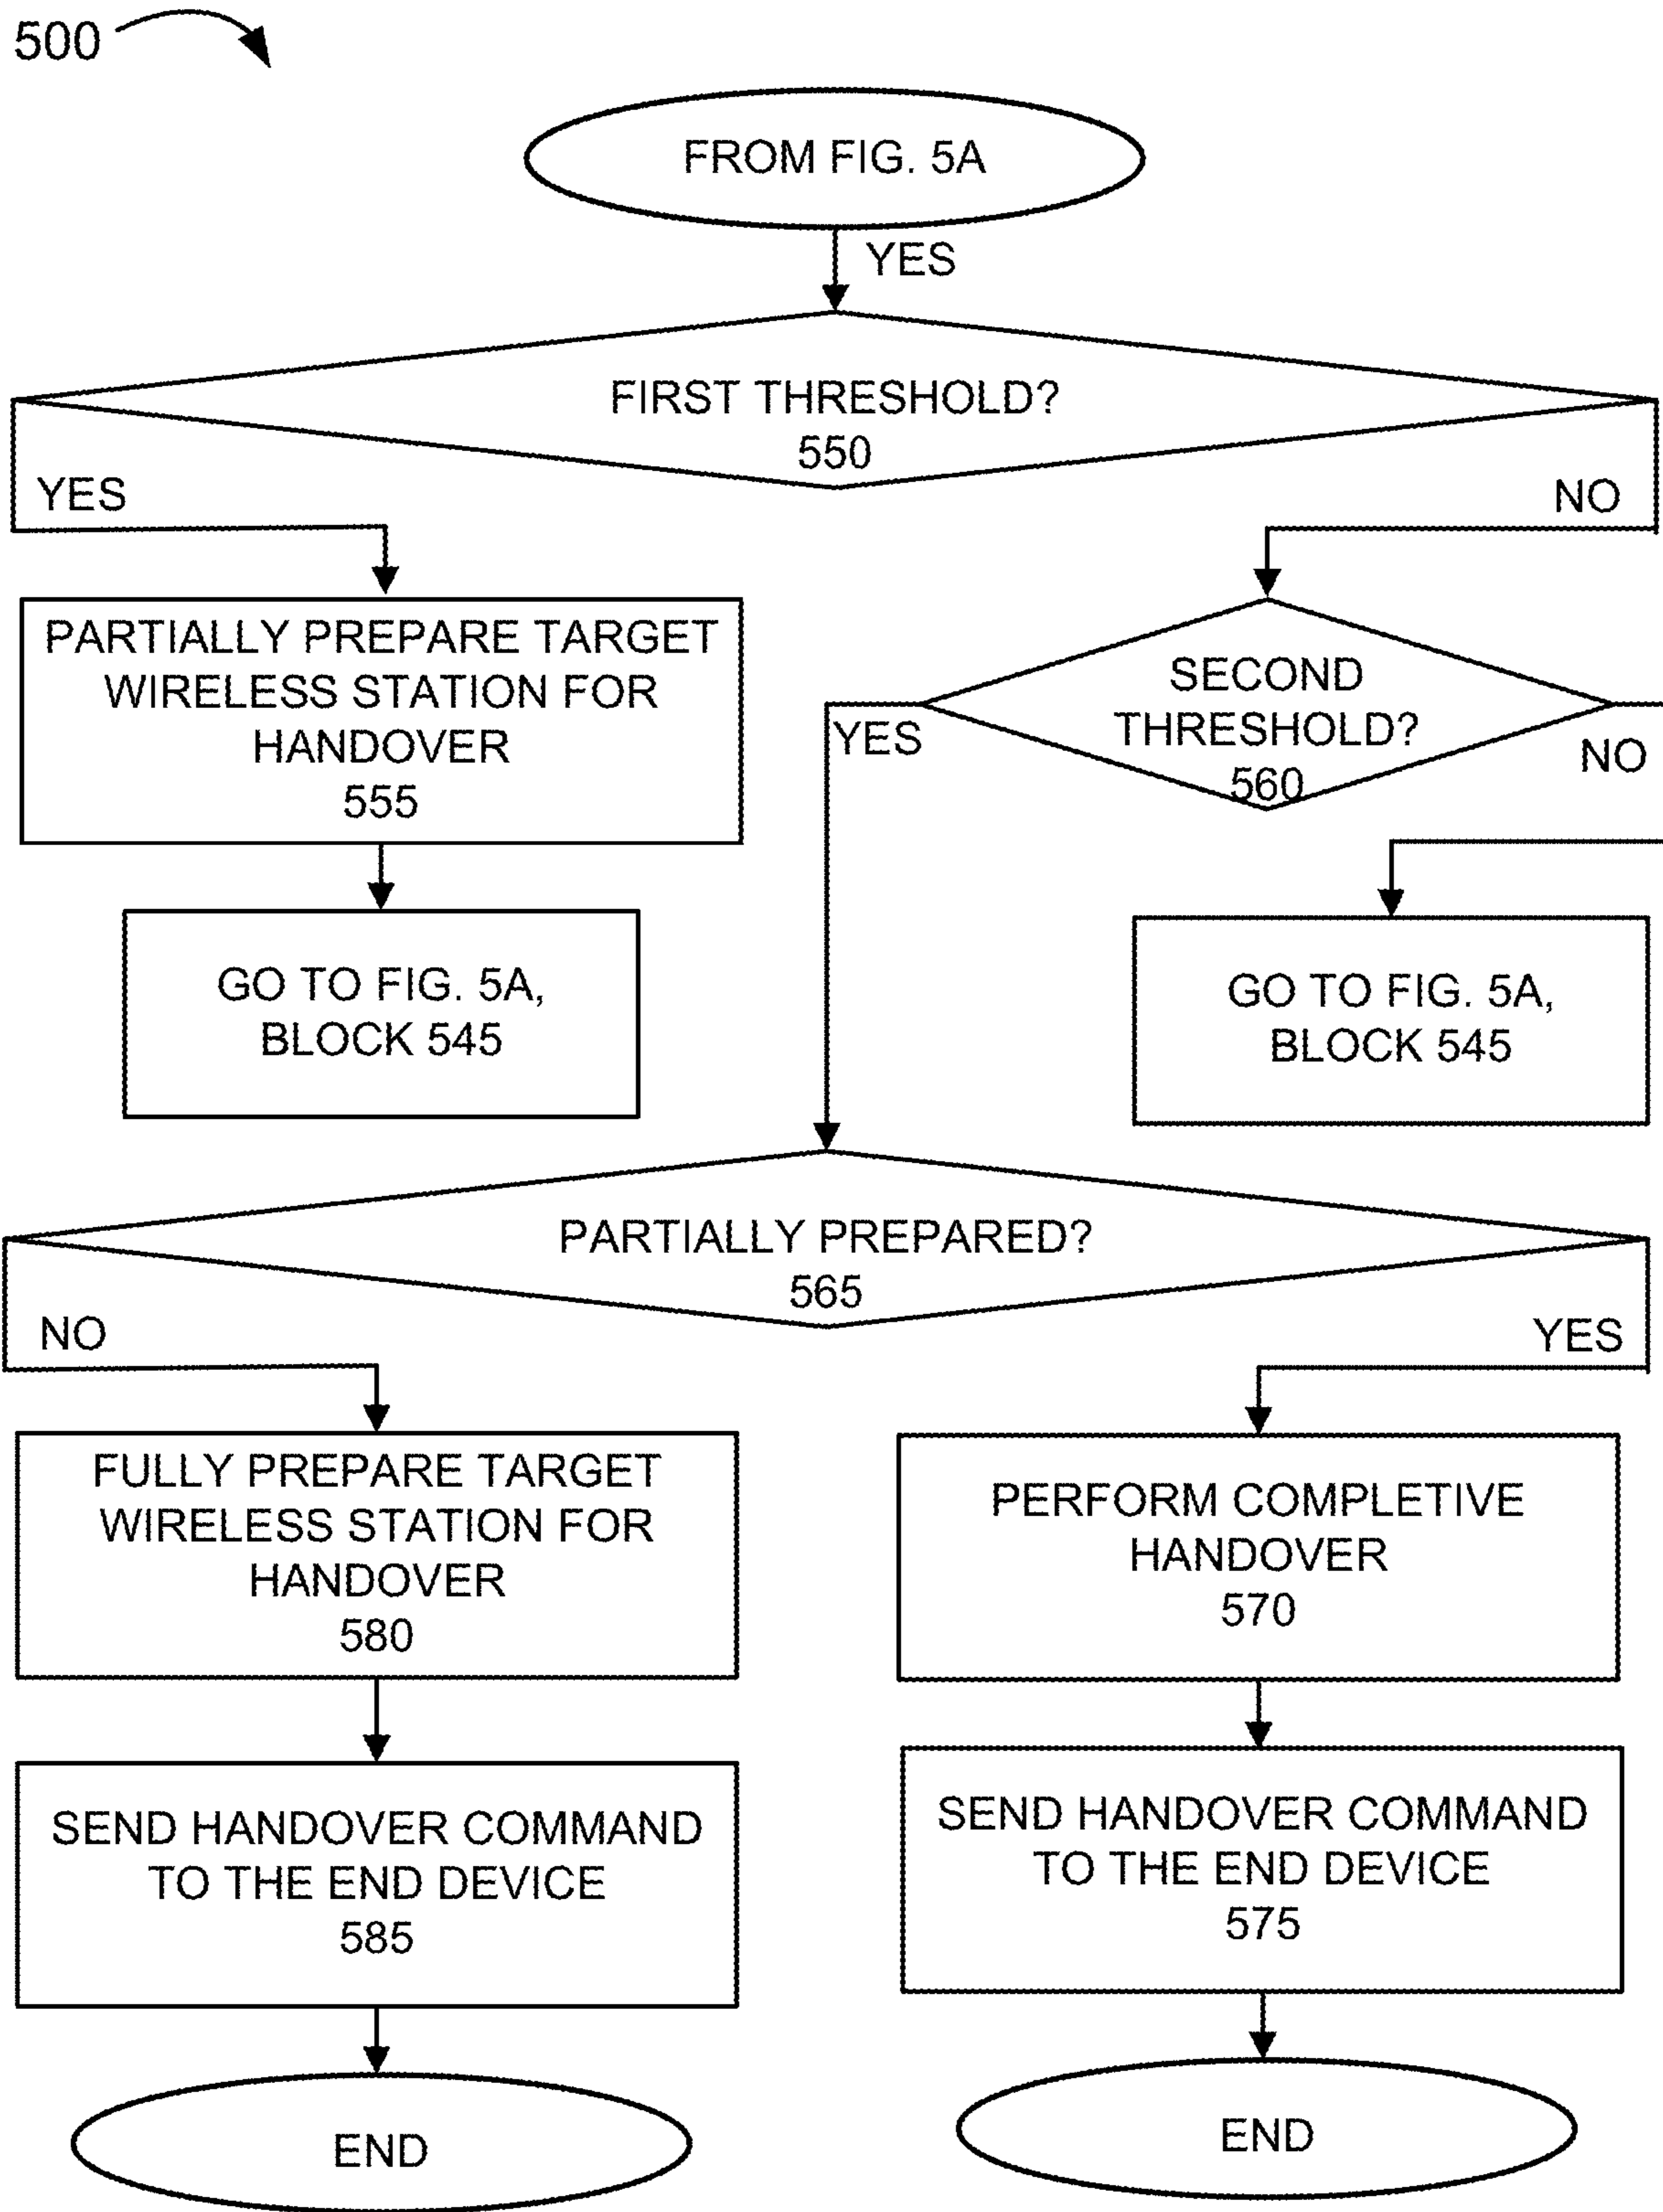 500
FROM FIG. 5A
YES
FIRST THRESHOLD?
550
YES
NO
PARTIALLY PREPARE TARGET
WIRELESS STATION FOR
HANDOVER
555
SECOND
THRESHOLD?
560
YES
NO
GO TO FIG. 5A,
BLOCK 545
GO TO FIG. 5A,
BLOCK 545
PARTIALLY PREPARED?
565
NO
YES
FULLY PREPARE TARGET
WIRELESS STATION FOR
HANDOVER
580
PERFORM COMPLETIVE
HANDOVER
570
SEND HANDOVER COMMAND
TO THE END DEVICE
585
SEND HANDOVER COMMAND
TO THE END DEVICE
575
END
END